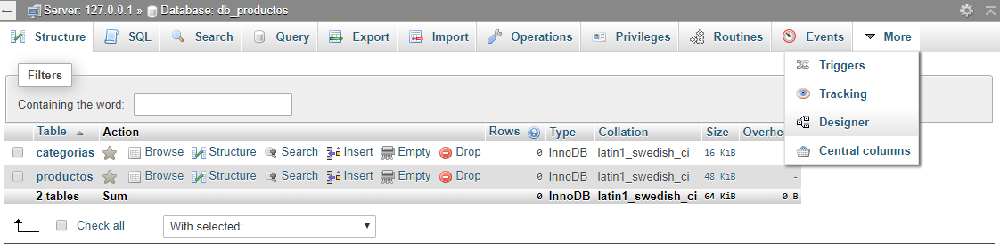 Server: 127.0.0.1 » Database: db_productos
Structure SQL Search Query Export Import Operations Privileges Routines Events More
Triggers
Tracking
Designer
Central columns
Filters
Containing the word:
Table Action Rows Type Collation Size Overhe
categorias Browse Structure Search Insert Empty Drop 0 InnoDB latin1_swedish_ci 16 KiB
productos Browse Structure Search Insert Empty Drop 0 InnoDB latin1_swedish_ci 48 KiB -
2 tables Sum 0 InnoDB latin1_swedish_ci 64 KiB 0 B
Check all With selected: